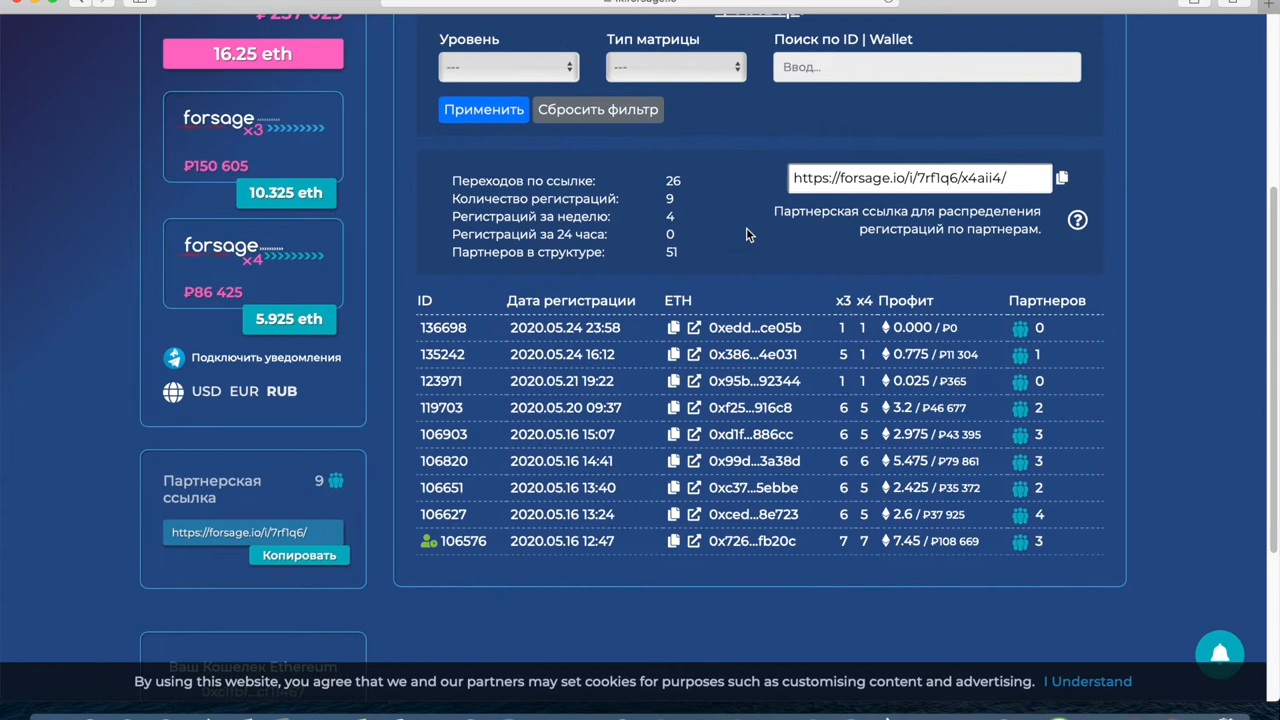 16.25 eth
forsage
x3
₽150 605
10.325 eth
forsage
x4
₽86 425
5.925 eth
Подключить уведомления
USD EUR RUB
Партнерская
ссылка
9
https://forsage.io/i/7rf1q6/
Копировать
Ваш Кошелек Ethereum
Уровень
Тип матрицы
Поиск по ID | Wallet
---
---
Ввод...
Применить
Сбросить фильтр
Переходов по ссылке: 26
Количество регистраций: 9
Регистраций за неделю: 4
Регистраций за 24 часа: 0
Партнеров в структуре: 51
https://forsage.io/i/7rf1q6/x4aii4/
Партнерская ссылка для распределения
регистраций по партнерам.
?
ID Дата регистрации ETH x3 x4 Профит Партнеров
136698 2020.05.24 23:58 0xedd...ce05b 1 1 0.000 / ₽0 0
135242 2020.05.24 16:12 0x386...4e031 5 1 0.775 / ₽11 304 1
123971 2020.05.21 19:22 0x95b...92344 1 1 0.025 / ₽365 0
119703 2020.05.20 09:37 0xf25...916c8 6 5 3.2 / ₽46 677 2
106903 2020.05.16 15:07 0xd1f...886cc 6 5 2.975 / ₽43 395 3
106820 2020.05.16 14:41 0x99d...3a38d 6 6 5.475 / ₽79 861 3
106651 2020.05.16 13:40 0xc37...5ebbe 6 5 2.425 / ₽35 372 2
106627 2020.05.16 13:24 0xced...8e723 6 5 2.6 / ₽37 925 4
106576 2020.05.16 12:47 0x726...fb20c 7 7 7.45 / ₽108 669 3
By using this website, you agree that we and our partners may set cookies for purposes such as customising content and advertising. I Understand